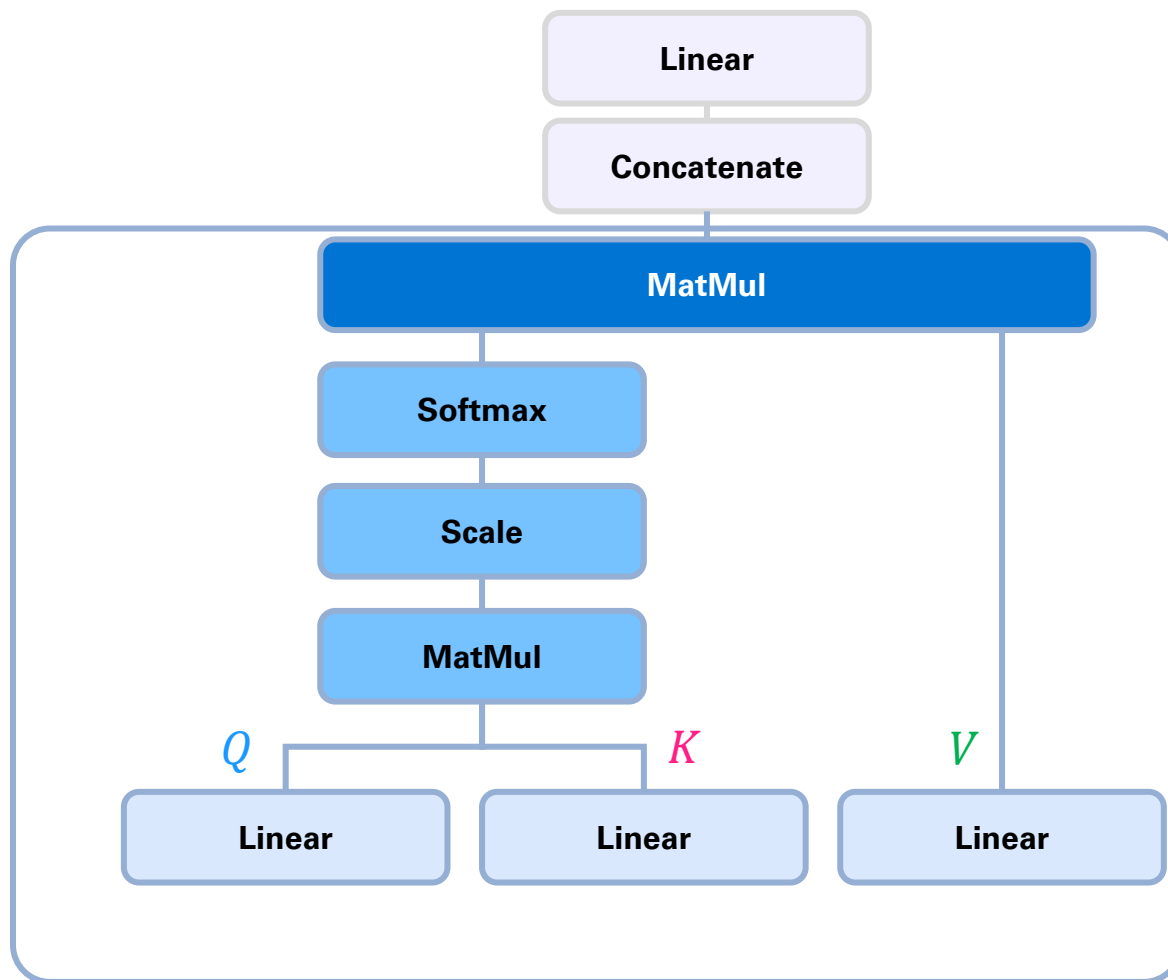 Linear
Concatenate
MatMul
Softmax
Scale
MatMul
Q K V
Linear Linear Linear